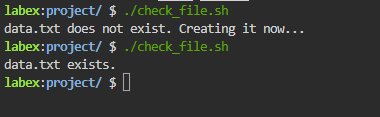 labex:project/ $ ./check_file.sh
data.txt does not exist. Creating it now...
labex:project/ $ ./check_file.sh
data.txt exists.
labex:project/ $